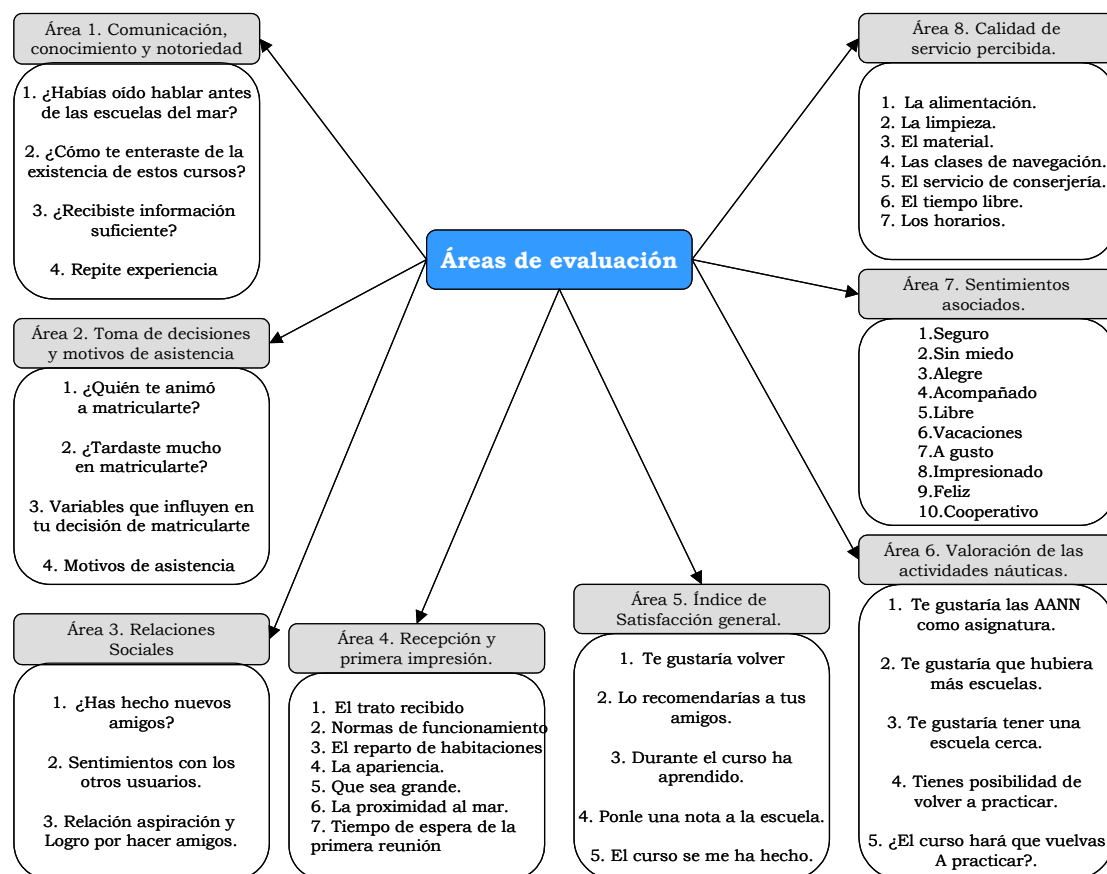 Áreas de evaluación
Área 1. Comunicación,
conocimiento y notoriedad
1. ¿Habías oído hablar antes
de las escuelas del mar?
2. ¿Cómo te enteraste de la
existencia de estos cursos?
3. ¿Recibiste información
suficiente?
4. Repite experiencia
Área 2. Toma de decisiones
y motivos de asistencia
1. ¿Quién te animó
a matricularte?
2. ¿Tardaste mucho
en matricularte?
3. Variables que influyen en
tu decisión de matricularte
4. Motivos de asistencia
Área 3. Relaciones
Sociales
1. ¿Has hecho nuevos
amigos?
2. Sentimientos con los
otros usuarios.
3. Relación aspiración y
Logro por hacer amigos.
Área 4. Recepción y
primera impresión.
1. El trato recibido
2. Normas de funcionamiento
3. El reparto de habitaciones
4. La apariencia.
5. Que sea grande.
6. La proximidad al mar.
7. Tiempo de espera de la
primera reunión
Área 5. Índice de
Satisfacción general.
1. Te gustaría volver
2. Lo recomendarías a tus
amigos.
3. Durante el curso ha
aprendido.
4. Ponle una nota a la escuela.
5. El curso se me ha hecho.
Área 6. Valoración de las
actividades náuticas.
1. Te gustaría las AANN
como asignatura.
2. Te gustaría que hubiera
más escuelas.
3. Te gustaría tener una
escuela cerca.
4. Tienes posibilidad de
volver a practicar.
5. ¿El curso hará que vuelvas
A practicar?.
Área 7. Sentimientos
asociados.
1.Seguro
2.Sin miedo
3.Alegre
4.Acompañado
5.Libre
6.Vacaciones
7.A gusto
8.Impresionado
9.Feliz
10.Cooperativo
Área 8. Calidad de
servicio percibida.
1. La alimentación.
2. La limpieza.
3. El material.
4. Las clases de navegación.
5. El servicio de conserjería.
6. El tiempo libre.
7. Los horarios.